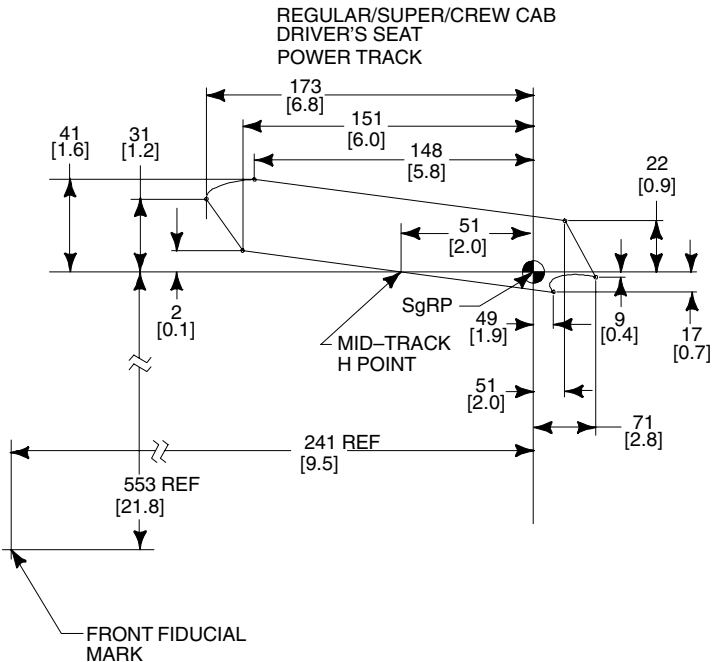 REGULAR/SUPER/CREW CAB
DRIVER'S SEAT
POWER TRACK
173
[6.8]
151
[6.0]
148
[5.8]
41
[1.6]
31
[1.2]
22
[0.9]
51
[2.0]
SgRP
2
[0.1]
MID–TRACK
H POINT
49
[1.9]
9
[0.4]
17
[0.7]
51
[2.0]
71
[2.8]
241 REF
[9.5]
553 REF
[21.8]
FRONT FIDUCIAL
MARK